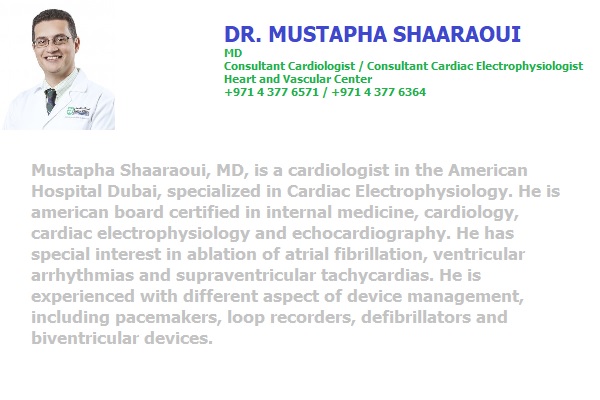 DR. MUSTAPHA SHAARAOUI
MD
Consultant Cardiologist / Consultant Cardiac Electrophysiologist
Heart and Vascular Center
+971 4 377 6571 / +971 4 377 6364
Mustapha Shaaraoui, MD, is a cardiologist in the American
Hospital Dubai, specialized in Cardiac Electrophysiology. He is
american board certified in internal medicine, cardiology,
cardiac electrophysiology and echocardiography. He has
special interest in ablation of atrial fibrillation, ventricular
arrhythmias and supraventricular tachycardias. He is
experienced with different aspect of device management,
including pacemakers, loop recorders, defibrillators and
biventricular devices.